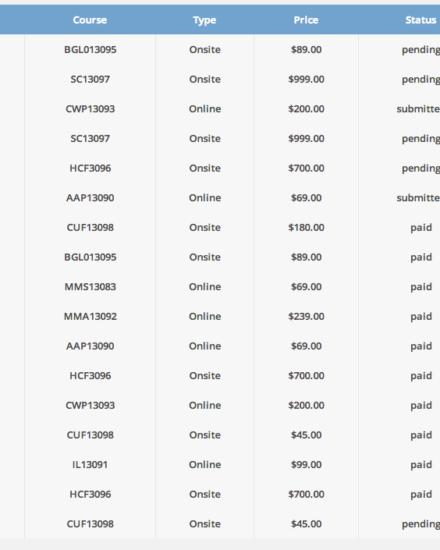 Course Type Price Status
BGL013095 Onsite $89.00 pending
SC13097 Onsite $999.00 pending
CWP13093 Online $200.00 submitte
SC13097 Onsite $999.00 pending
HCF3096 Onsite $700.00 pending
AAP13090 Online $69.00 submitte
CUF13098 Onsite $180.00 paid
BGL013095 Onsite $89.00 paid
MMS13083 Online $69.00 paid
MMA13092 Online $239.00 paid
AAP13090 Online $69.00 paid
HCF3096 Onsite $700.00 paid
CWP13093 Online $200.00 paid
CUF13098 Onsite $45.00 paid
IL13091 Online $99.00 paid
HCF3096 Onsite $700.00 paid
CUF13098 Onsite $45.00 pending